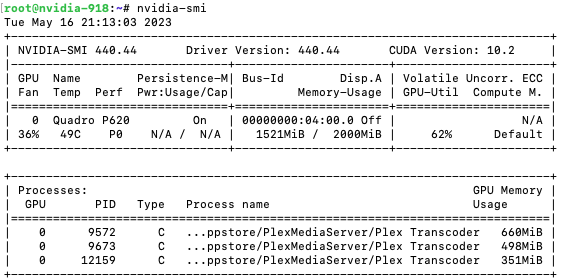 root@nvidia-918:~# nvidia-smi
Tue May 16 21:13:03 2023
+-----------------------------------------------------------------------------+
| NVIDIA-SMI 440.44       Driver Version: 440.44       CUDA Version: 10.2     |
|-------------------------------+----------------------+----------------------+
| GPU  Name        Persistence-M| Bus-Id        Disp.A | Volatile Uncorr. ECC |
| Fan  Temp  Perf  Pwr:Usage/Cap|         Memory-Usage | GPU-Util  Compute M. |
|===============================+======================+======================|
|   0  Quadro P620         On   | 00000000:04:00.0 Off |                  N/A |
| 36%   49C    P0    N/A /  N/A |   1521MiB /  2000MiB |     62%      Default |
+-------------------------------+----------------------+----------------------+
+-----------------------------------------------------------------------------+
| Processes:                                                       GPU Memory |
|  GPU       PID   Type   Process name                             Usage      |
|=============================================================================|
|    0      9572      C   ...ppstore/PlexMediaServer/Plex Transcoder   660MiB |
|    0      9673      C   ...ppstore/PlexMediaServer/Plex Transcoder   498MiB |
|    0     12159      C   ...ppstore/PlexMediaServer/Plex Transcoder   351MiB |
+-----------------------------------------------------------------------------+